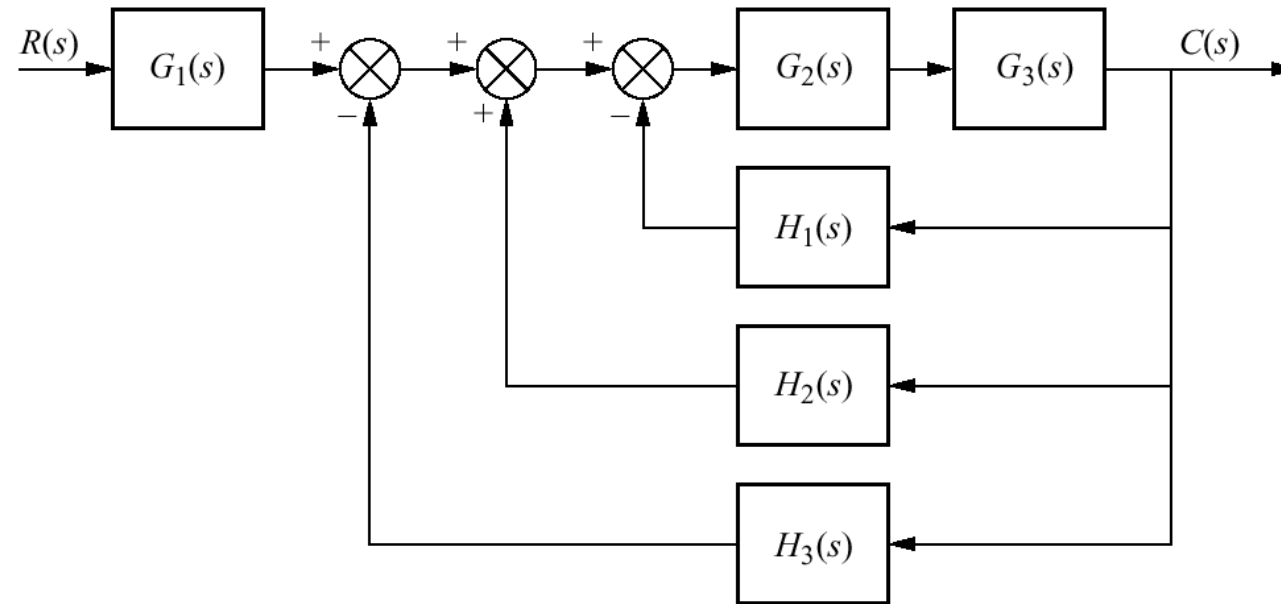 R(s) G₁(s) + + + G₂(s) G₃(s) C(s)
− + −
H₁(s)
H₂(s)
H₃(s)